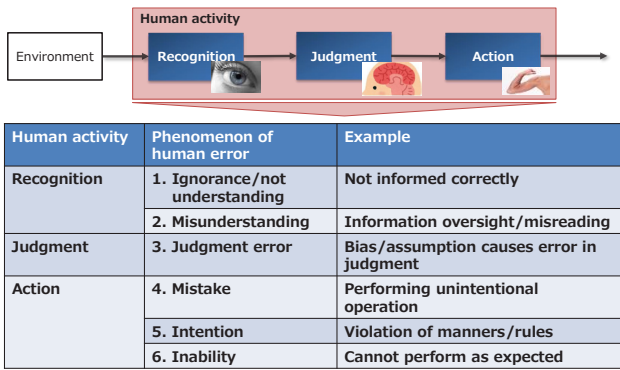 Human activity
Environment
Recognition
Judgment
Action
Human activity
Phenomenon of
human error
Example
Recognition
1. Ignorance/not
understanding
Not informed correctly
2. Misunderstanding
Information oversight/misreading
Judgment
3. Judgment error
Bias/assumption causes error in
judgment
Action
4. Mistake
Performing unintentional
operation
5. Intention
Violation of manners/rules
6. Inability
Cannot perform as expected